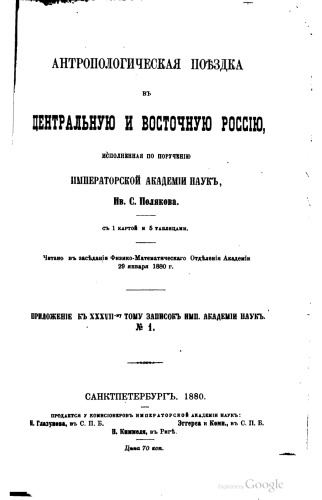 АНТРОПОЛОГИЧЕСКАЯ ПОѢЗДКА
ВЪ
ЦЕНТРАЛЬНУЮ И ВОСТОЧНУЮ РОССІЮ,
ИСПОЛНЕННАЯ ПО ПОРУЧЕНІЮ
ИМПЕРАТОРСКОЙ АКАДЕМІИ НАУКЪ,
Ив. С. Полякова.
СЪ 1 КАРТОЙ И 5 ТАБЛИЦАМИ.
Читано въ засѣданіи Физико-Математическаго Отдѣленія Академіи
29 января 1880 г.
ПРИЛОЖЕНІЕ КЪ XXXVII-му ТОМУ ЗАПИСОКЪ ИМП. АКАДЕМІИ НАУКЪ.
№ 1.
САНКТПЕТЕРБУРГЪ, 1880.
ПРОДАЕТСЯ У КОМИССІОНЕРОВЪ ИМПЕРАТОРСКОЙ АКАДЕМІИ НАУКЪ:
И. Глазунова, въ С. П. Б. Эггерса и Комп., въ С. П. Б.
Н. Киммеля, въ Ригѣ.
Цѣна 70 коп.
Digitized by Google